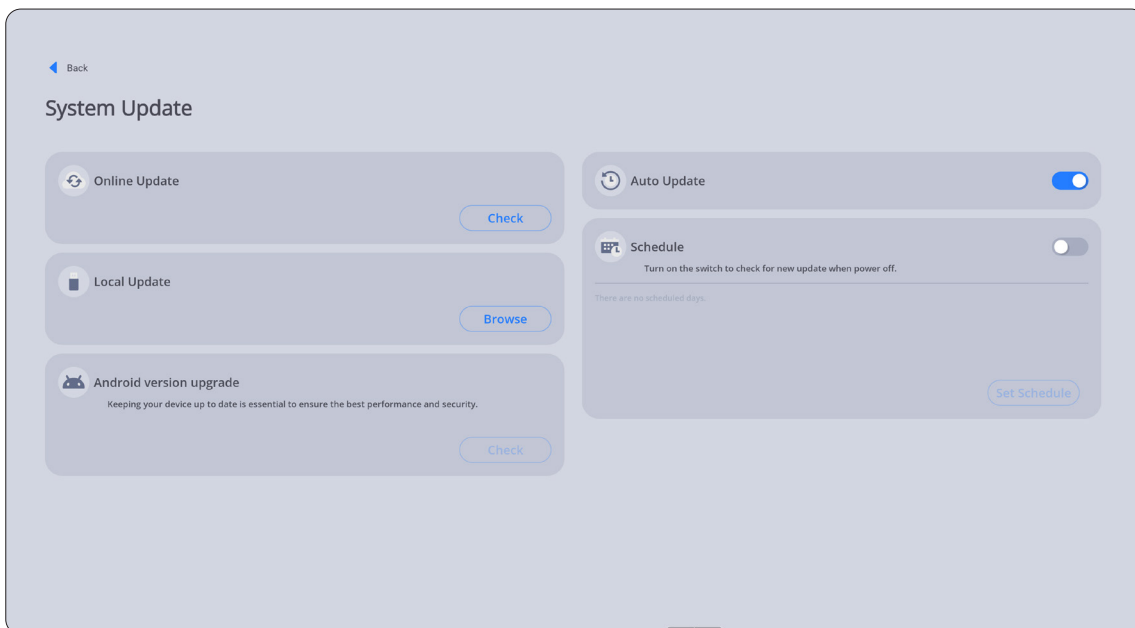 Back
System Update
Online Update
Check
Local Update
Browse
Android version upgrade
Keeping your device up to date is essential to ensure the best performance and security.
Check
Auto Update
Schedule
Turn on the switch to check for new update when power off.
There are no scheduled days.
Set Schedule